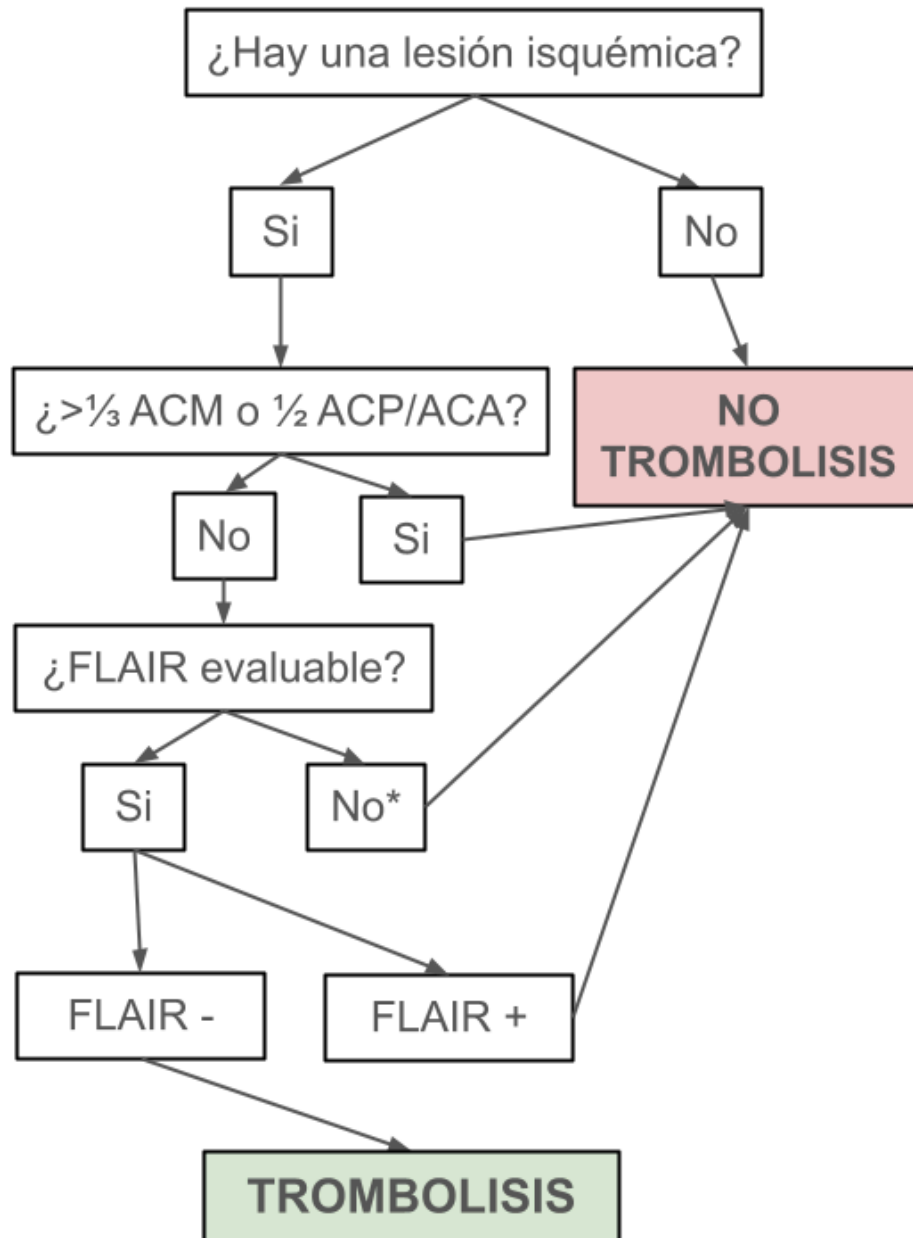 ¿Hay una lesión isquémica?
Si
No
¿>⅓ ACM o ½ ACP/ACA?
NO
TROMBOLISIS
No
Si
¿FLAIR evaluable?
Si
No*
FLAIR -
FLAIR +
TROMBOLISIS